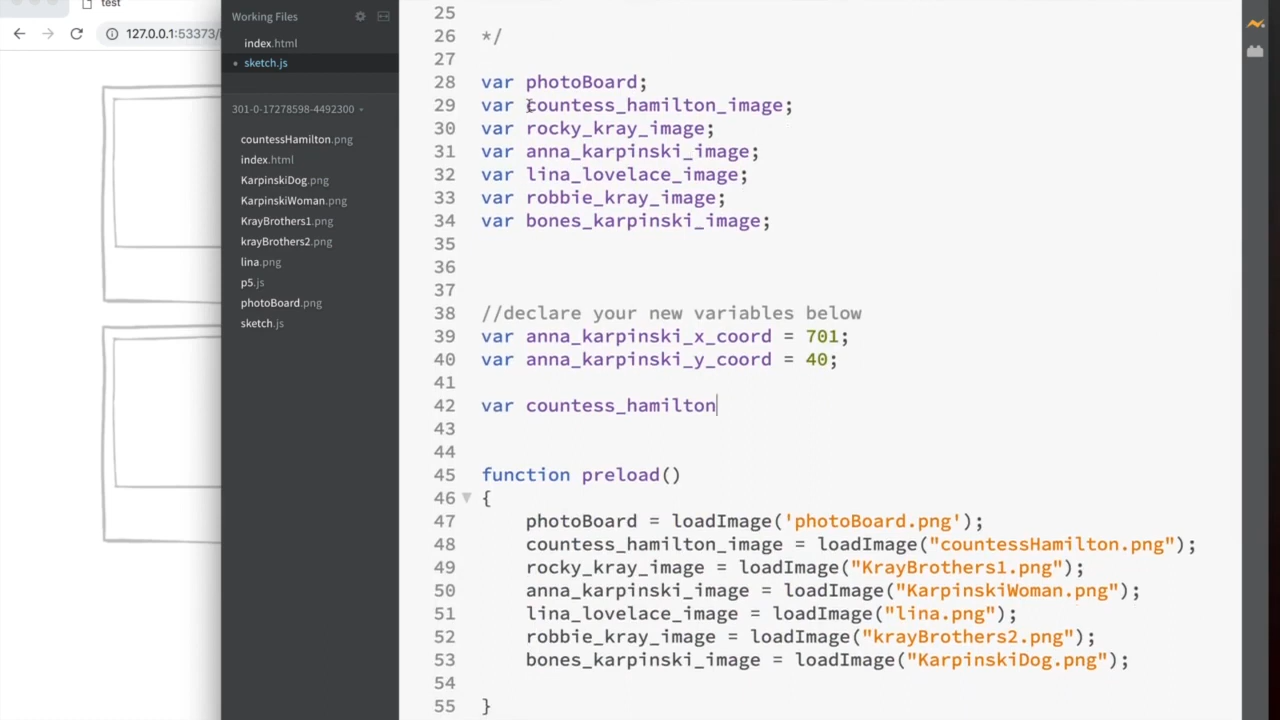 test
127.0.0.1:53373/i
Working Files
index.html
• sketch.js
301-0-17278598-4492300
countessHamilton.png
index.html
KarpinskiDog.png
KarpinskiWoman.png
KrayBrothers1.png
krayBrothers2.png
lina.png
p5.js
photoBoard.png
sketch.js
25
26 */
27
28 var photoBoard;
29 var countess_hamilton_image;
30 var rocky_kray_image;
31 var anna_karpinski_image;
32 var lina_lovelace_image;
33 var robbie_kray_image;
34 var bones_karpinski_image;
35
36
37
38 //declare your new variables below
39 var anna_karpinski_x_coord = 701;
40 var anna_karpinski_y_coord = 40;
41
42 var countess_hamilton
43
44
45 function preload()
46 {
47 photoBoard = loadImage('photoBoard.png');
48 countess_hamilton_image = loadImage("countessHamilton.png");
49 rocky_kray_image = loadImage("KrayBrothers1.png");
50 anna_karpinski_image = loadImage("KarpinskiWoman.png");
51 lina_lovelace_image = loadImage("lina.png");
52 robbie_kray_image = loadImage("krayBrothers2.png");
53 bones_karpinski_image = loadImage("KarpinskiDog.png");
54
55 }